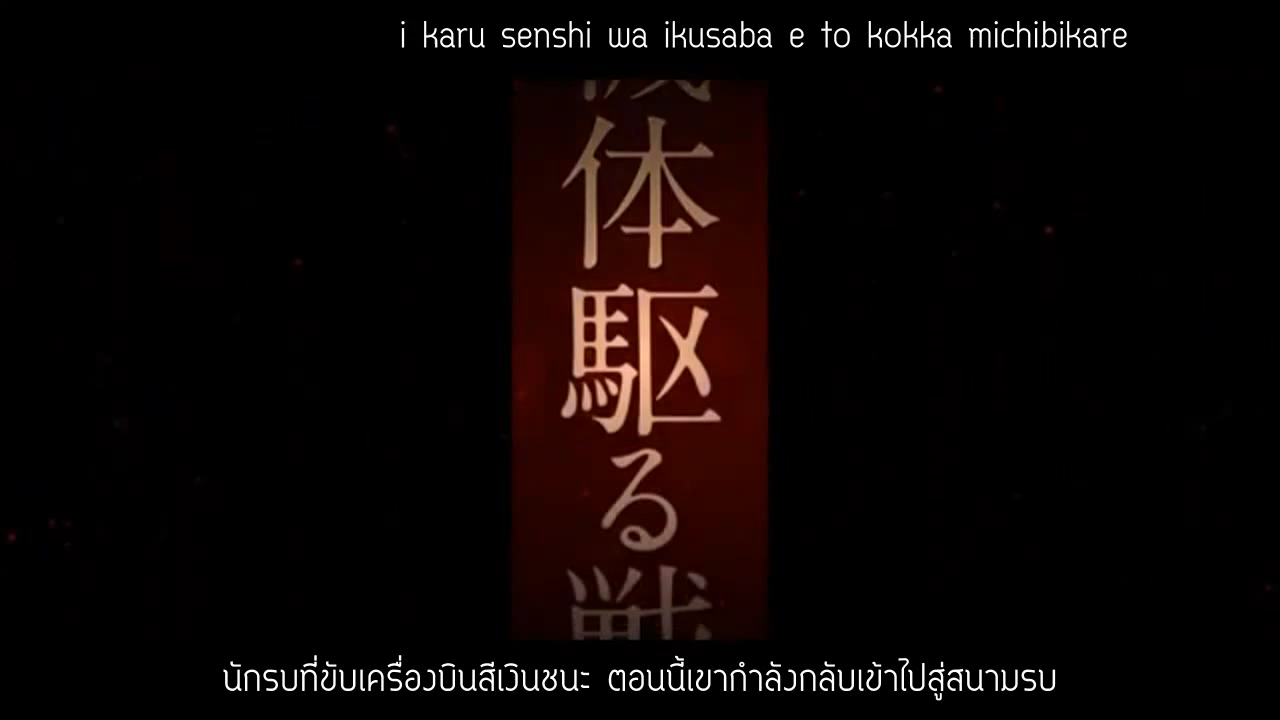 i karu senshi wa ikusaba e to kokka michibikare
体駆る戦
นักรบที่ขับเครื่องบินสีเงินชนะ ตอนนี้เขากำลังกลับเข้าไปสู่สนามรบ